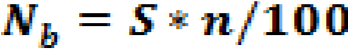 N_b = S * n/100